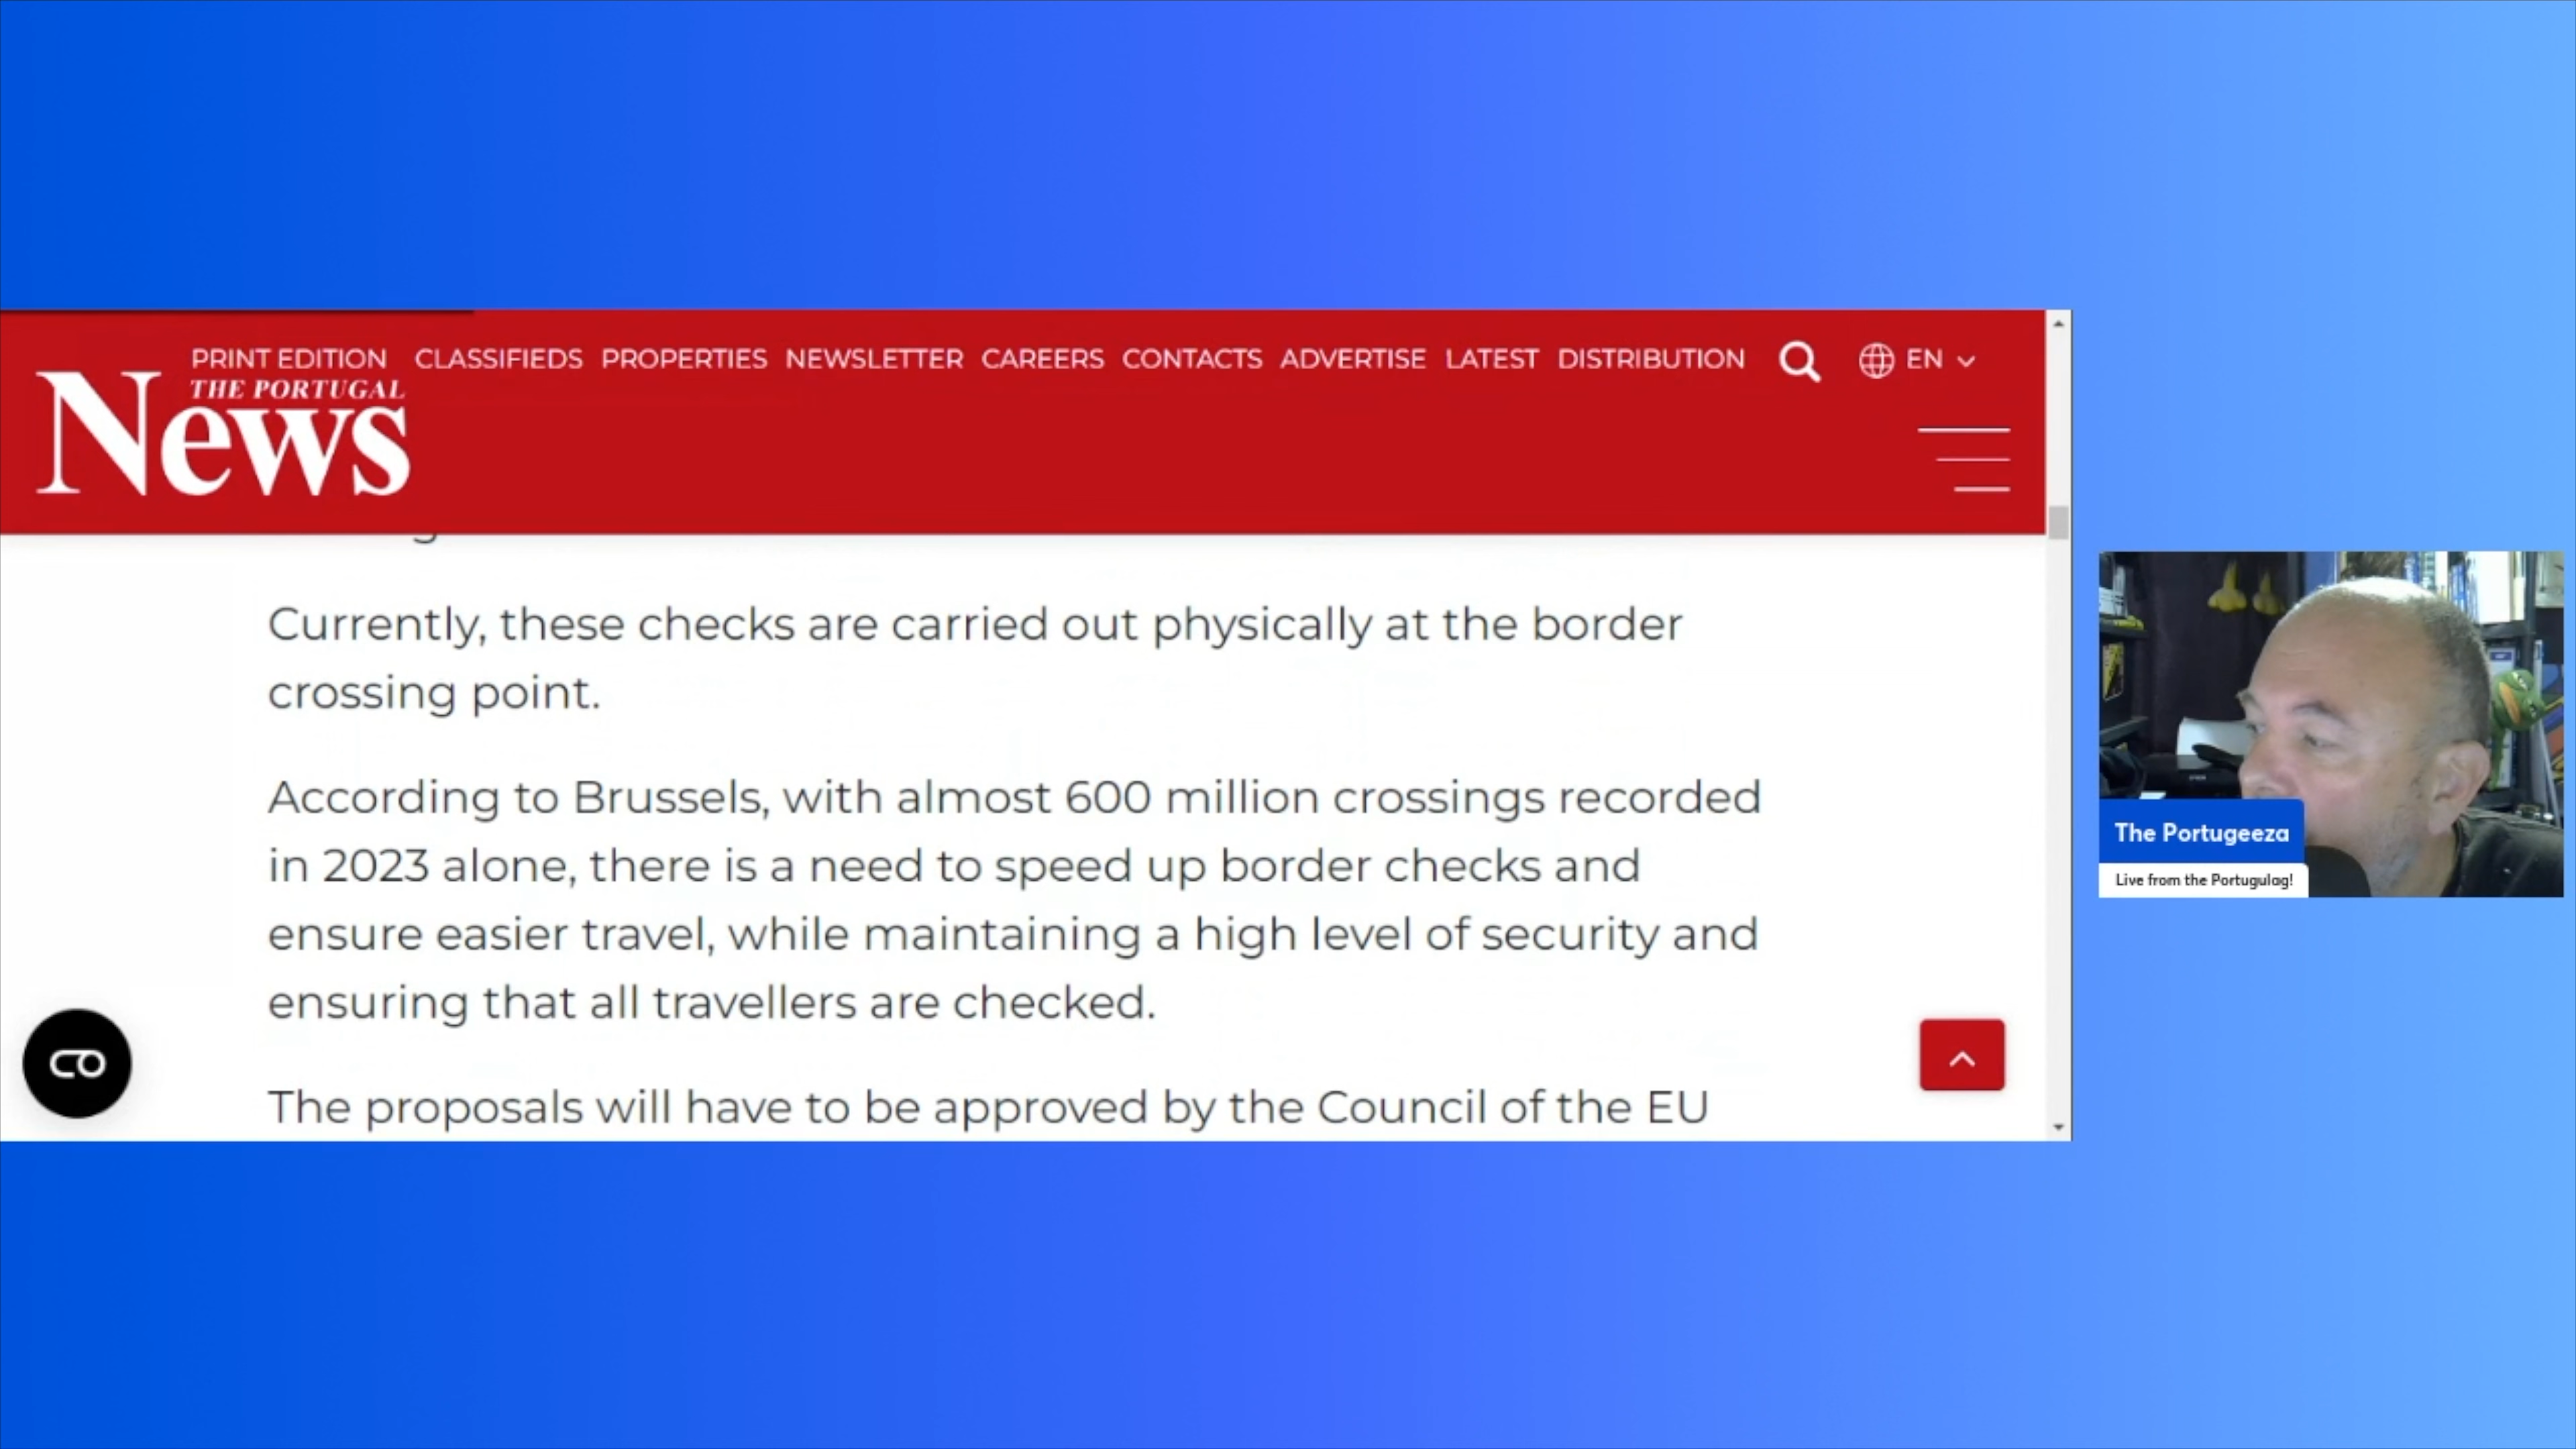 PRINT EDITION CLASSIFIEDS PROPERTIES NEWSLETTER CAREERS CONTACTS ADVERTISE LATEST DISTRIBUTION EN
THE PORTUGAL
News
Currently, these checks are carried out physically at the border
crossing point.
According to Brussels, with almost 600 million crossings recorded
in 2023 alone, there is a need to speed up border checks and
ensure easier travel, while maintaining a high level of security and
ensuring that all travellers are checked.
The proposals will have to be approved by the Council of the EU
The Portugeeza
Live from the Portugulag!